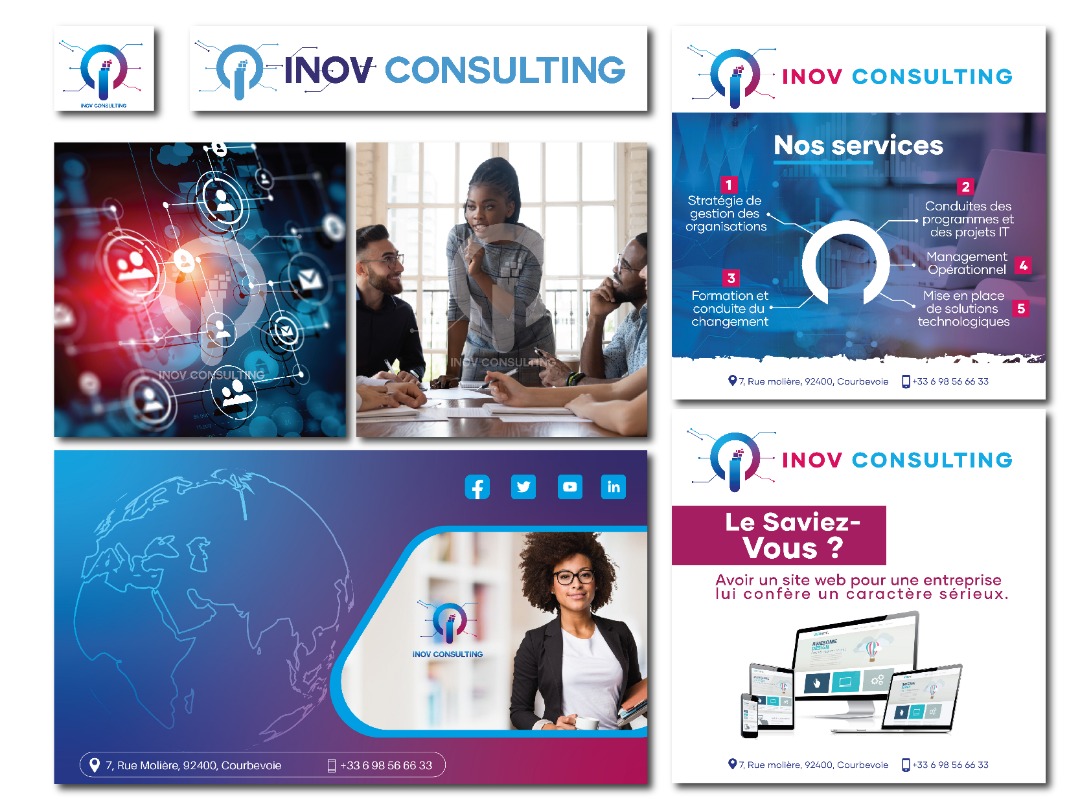 INOV CONSULTING
INOV CONSULTING
INOV CONSULTING
Nos services
1
Stratégie de
gestion des
organisations
2
Conduites des
programmes et
des projets IT
3
Formation et
conduite du
changement
Management
Opérationnel 4
Mise en place
de solutions
technologiques
5
7, Rue molière, 92400, Courbevoie +33 6 98 56 66 33
INOV CONSULTING
INOV CONSULTING
INOV CONSULTING
7, Rue Molière, 92400, Courbevoie +33 6 98 56 66 33
INOV CONSULTING
Le Saviez-
Vous ?
Avoir un site web pour une entreprise
lui confère un caractère sérieux.
AWESOME
DESIGN
7, Rue molière, 92400, Courbevoie +33 6 98 56 66 33